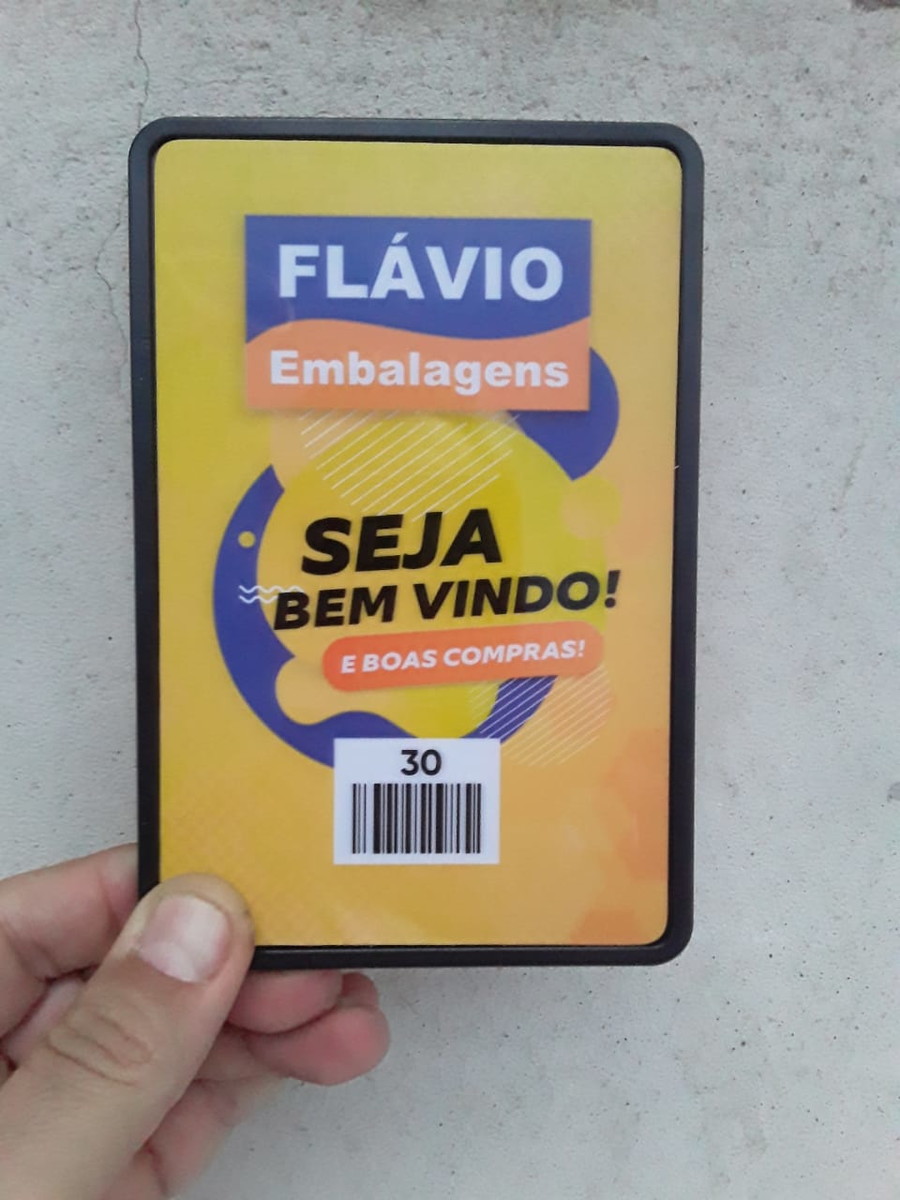 FLÁVIO
Embalagens
SEJA
BEM VINDO!
E BOAS COMPRAS!
30